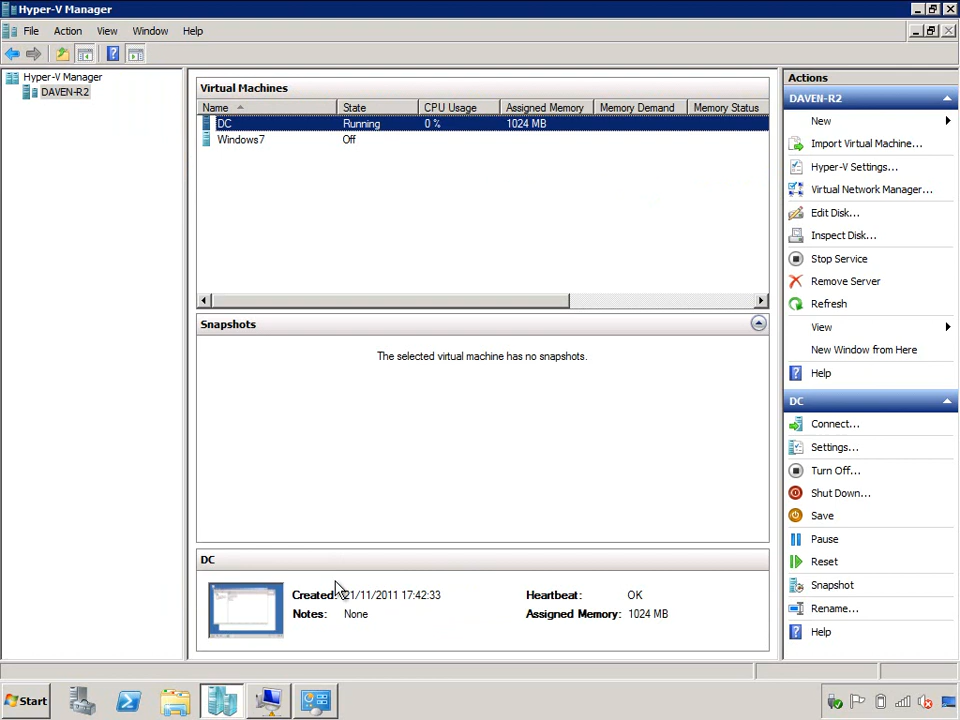 Hyper-V Manager
File Action View Window Help
Hyper-V Manager
DAVEN-R2
Virtual Machines
Name State CPU Usage Assigned Memory Memory Demand Memory Status
DC Running 0 % 1024 MB
Windows7 Off
Snapshots
The selected virtual machine has no snapshots.
DC
Created: 21/11/2011 17:42:33 Heartbeat: OK
Notes: None Assigned Memory: 1024 MB
Actions
DAVEN-R2
New
Import Virtual Machine...
Hyper-V Settings...
Virtual Network Manager...
Edit Disk...
Inspect Disk...
Stop Service
Remove Server
Refresh
View
New Window from Here
Help
DC
Connect...
Settings...
Turn Off...
Shut Down...
Save
Pause
Reset
Snapshot
Rename...
Help
Start